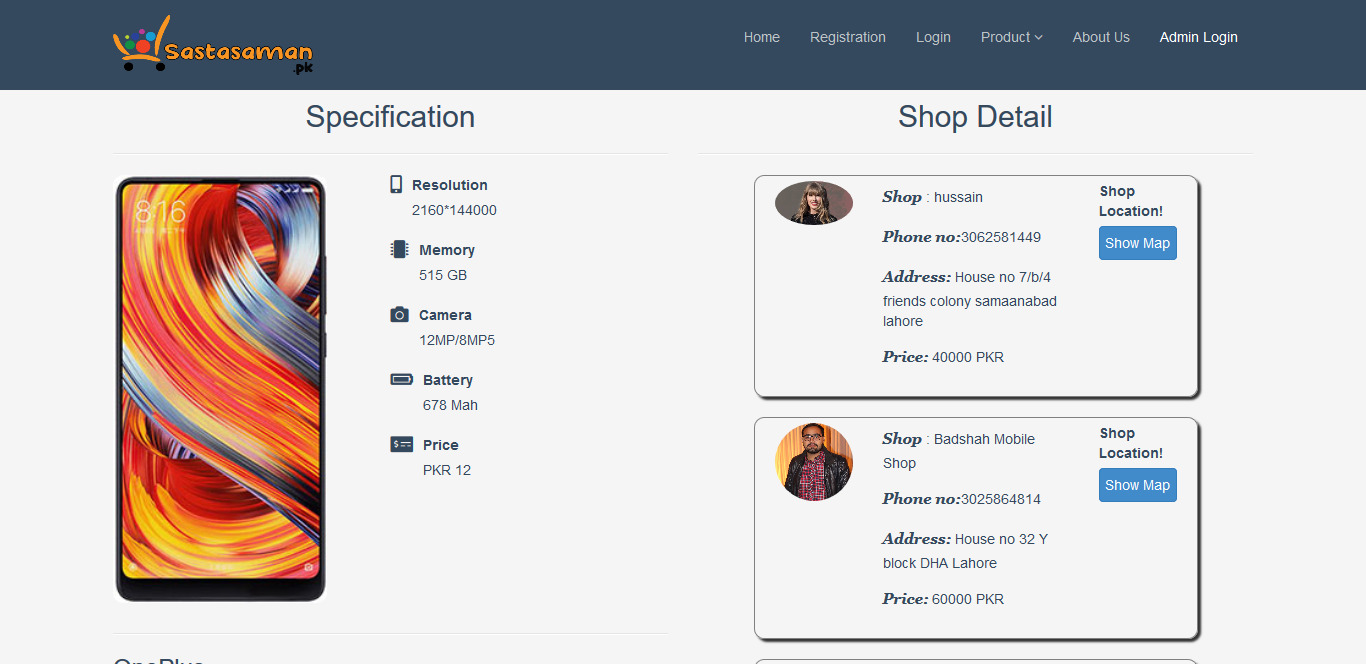 Sastasaman
.pk
Home Registration Login Product About Us Admin Login
Specification
8:16
Resolution
2160*144000
Memory
515 GB
Camera
12MP/8MP5
Battery
678 Mah
Price
PKR 12
OnePlus
Shop Detail
Shop : hussain
Phone no:3062581449
Address: House no 7/b/4
friends colony samaanabad
lahore
Price: 40000 PKR
Shop
Location!
Show Map
Shop : Badshah Mobile
Shop
Phone no:3025864814
Address: House no 32 Y
block DHA Lahore
Price: 60000 PKR
Shop
Location!
Show Map